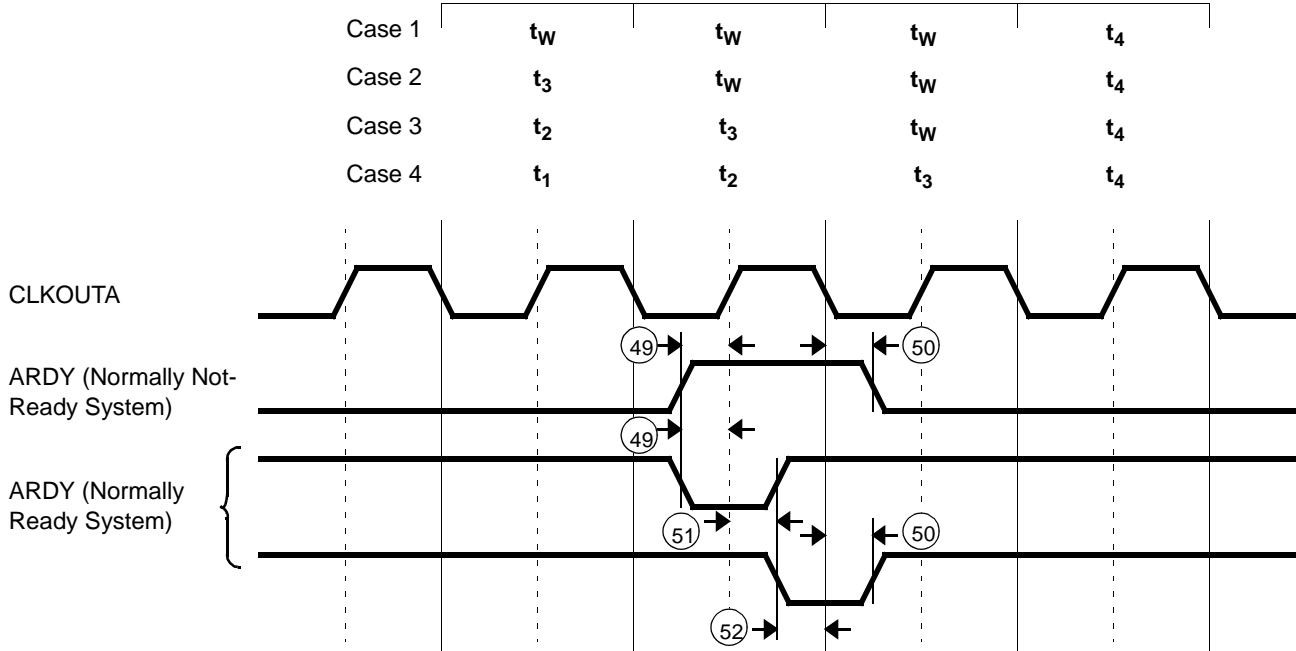 Case 1 tW tW tW t4
Case 2 t3 tW tW t4
Case 3 t2 t3 tW t4
Case 4 t1 t2 t3 t4
CLKOUTA
49 50
ARDY (Normally Not-
Ready System)
49
ARDY (Normally
Ready System)
51 50
52